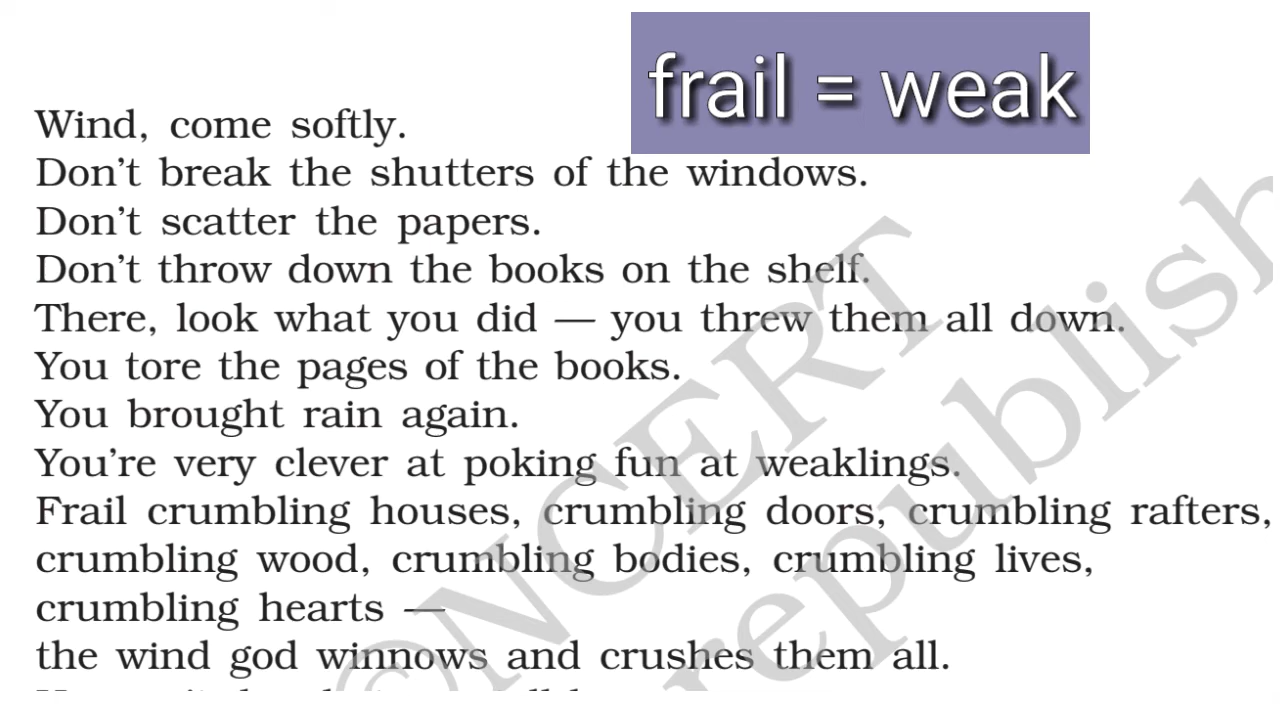 frail = weak
Wind, come softly.
Don't break the shutters of the windows.
Don't scatter the papers.
Don't throw down the books on the shelf.
There, look what you did — you threw them all down.
You tore the pages of the books.
You brought rain again.
You're very clever at poking fun at weaklings.
Frail crumbling houses, crumbling doors, crumbling rafters,
crumbling wood, crumbling bodies, crumbling lives,
crumbling hearts —
the wind god winnows and crushes them all.
©NCERT
republish